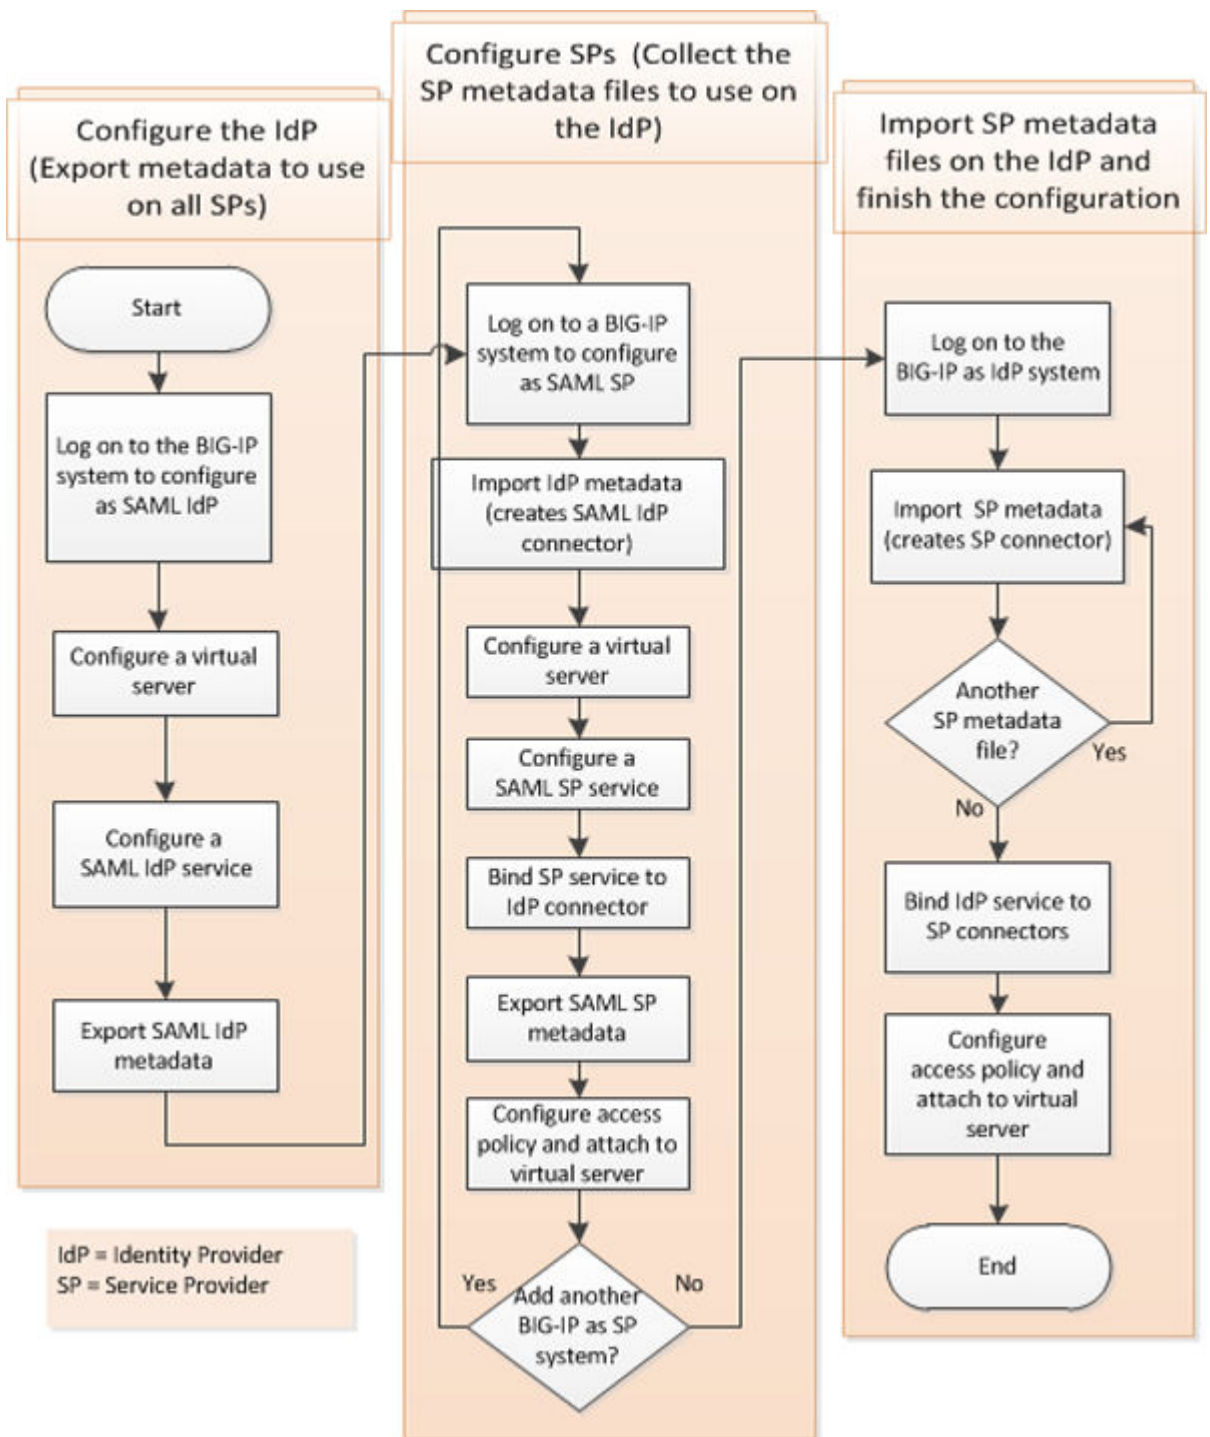 Configure the IdP
(Export metadata to use
on all SPs)
Start
Log on to the BIG-IP
system to configure
as SAML IdP
Configure a virtual
server
Configure a
SAML IdP service
Export SAML IdP
metadata
IdP = Identity Provider
SP = Service Provider
Configure SPs (Collect the
SP metadata files to use on
the IdP)
Log on to a BIG-IP
system to configure
as SAML SP
Import IdP metadata
(creates SAML IdP
connector)
Configure a virtual
server
Configure a
SAML SP service
Bind SP service to
IdP connector
Export SAML SP
metadata
Configure access
policy and attach to
virtual server
Yes
No
Add another
BIG-IP as SP
system?
Import SP metadata
files on the IdP and
finish the configuration
Log on to the
BIG-IP as IdP system
Import SP metadata
(creates SP connector)
Another
SP metadata
file?
Yes
No
Bind IdP service to
SP connectors
Configure
access policy and
attach to virtual
server
End